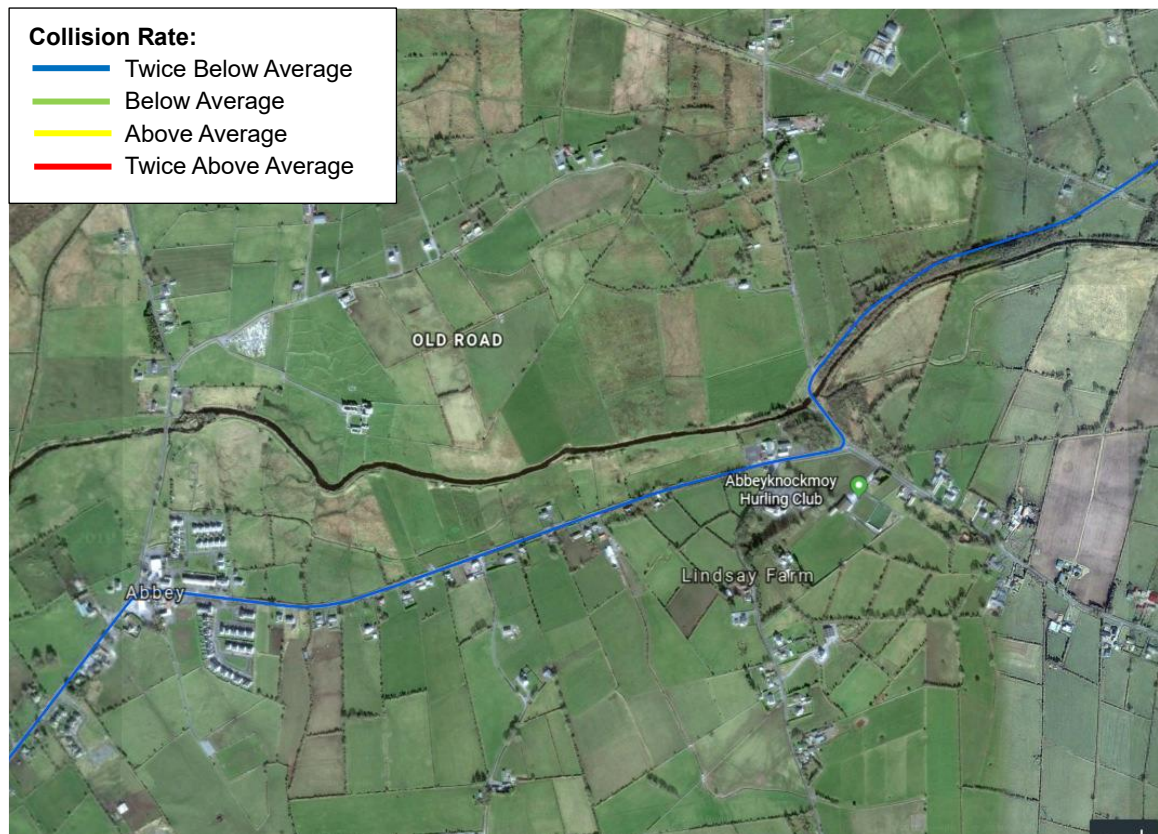 Collision Rate:
Twice Below Average
Below Average
Above Average
Twice Above Average
OLD ROAD
Abbeyknockmoy
Hurling Club
Lindsay Farm
Abbey